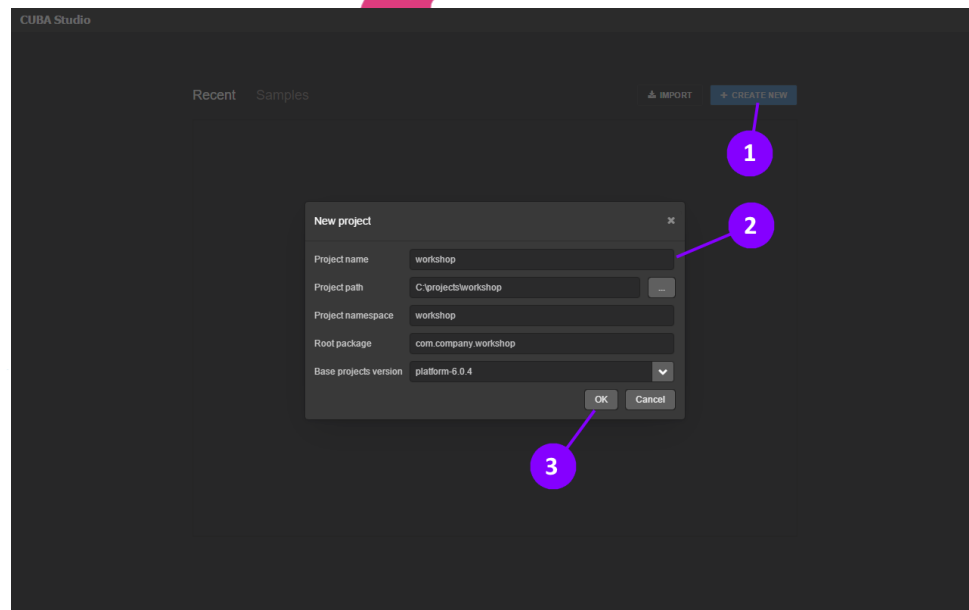 CUBA Studio
Recent Samples IMPORT + CREATE NEW
1
New project
2
Project name workshop
Project path C:\projects\workshop ...
Project namespace workshop
Root package com.company.workshop
Base projects version platform-6.0.4
OK Cancel
3